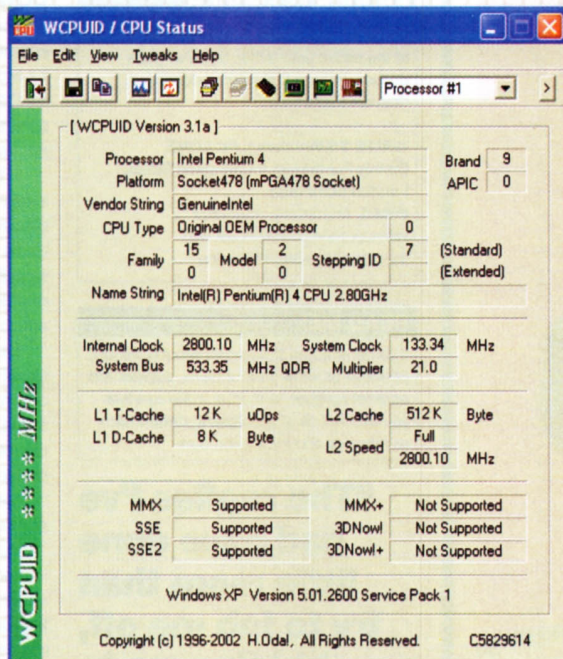 WCPUID / CPU Status
File Edit View Tweaks Help
Processor #1
[ WCPUID Version 3.1a ]
Processor Intel Pentium 4 Brand 9
Platform Socket478 (mPGA478 Socket) APIC 0
Vendor String GenuineIntel
CPU Type Original OEM Processor 0
Family 15 Model 2 Stepping ID 7 (Standard)
0 0 (Extended)
Name String Intel(R) Pentium(R) 4 CPU 2.80GHz
Internal Clock 2800.10 MHz System Clock 133.34 MHz
System Bus 533.35 MHz QDR Multiplier 21.0
L1 T-Cache 12 K uOps L2 Cache 512 K Byte
L1 D-Cache 8 K Byte L2 Speed Full
2800.10 MHz
MMX Supported MMX+ Not Supported
SSE Supported 3DNow! Not Supported
SSE2 Supported 3DNow!+ Not Supported
Windows XP Version 5.01.2600 Service Pack 1
Copyright (c) 1996-2002 H.Oda!, All Rights Reserved. C5829614
WCPUID **** MHz
CPU